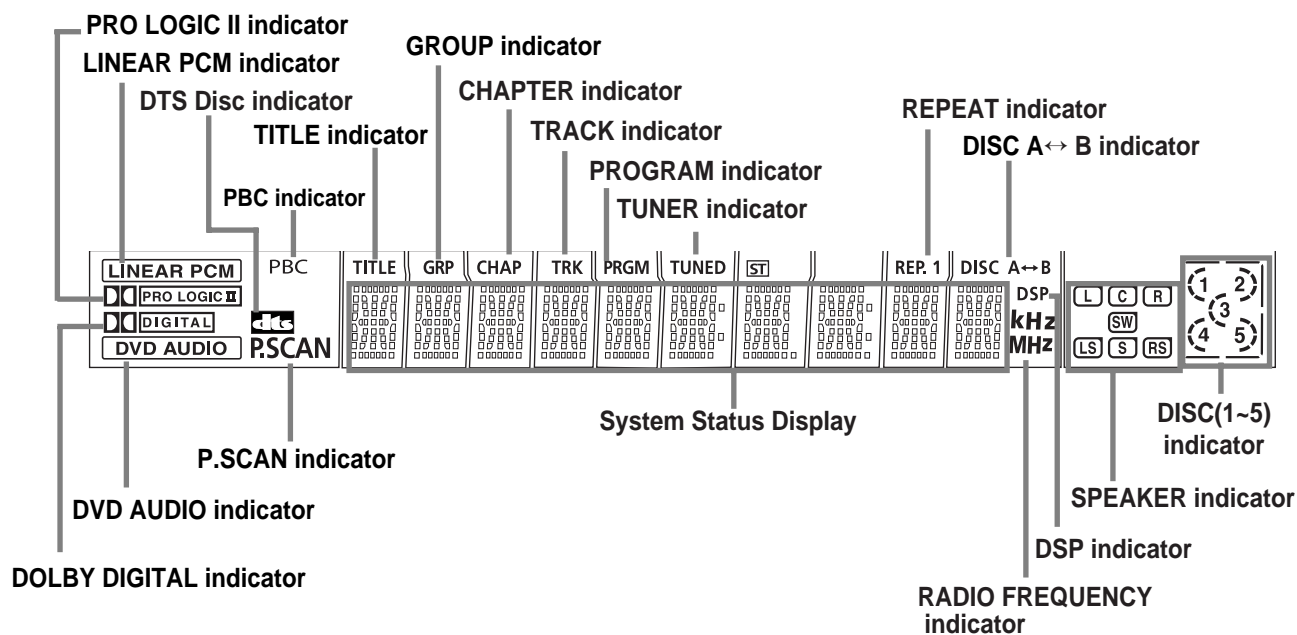 PRO LOGIC II indicator
LINEAR PCM indicator
DTS Disc indicator
TITLE indicator
PBC indicator
GROUP indicator
CHAPTER indicator
TRACK indicator
PROGRAM indicator
TUNER indicator
REPEAT indicator
DISC A↔ B indicator
LINEAR PCM
PRO LOGIC II
DIGITAL
DVD AUDIO
PBC
dts
P.SCAN
TITLE GRP CHAP TRK PRGM TUNED ST REP. 1 DISC A↔B
DSP
kHz
MHz
L C R
SW
LS S RS
1 2
3
4 5
System Status Display
DISC(1~5)
indicator
P.SCAN indicator
SPEAKER indicator
DVD AUDIO indicator
DSP indicator
DOLBY DIGITAL indicator
RADIO FREQUENCY
indicator